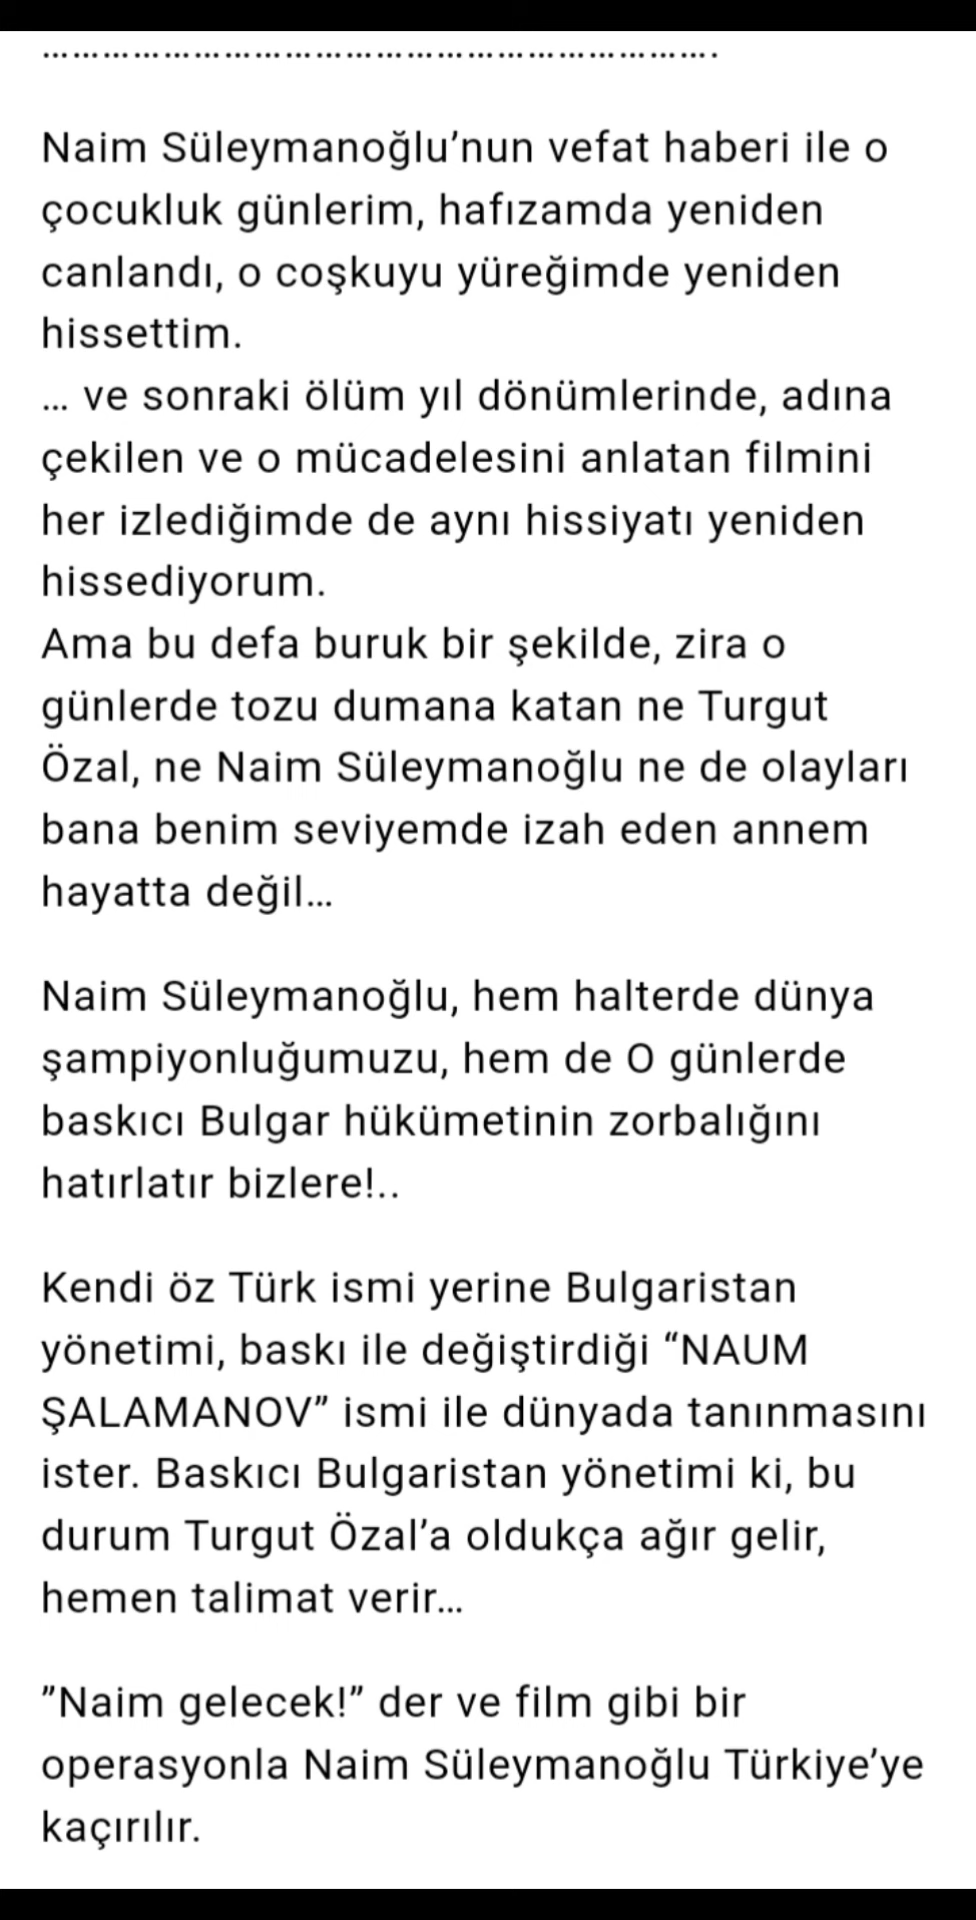 ……………………………………………………….
Naim Süleymanoğlu’nun vefat haberi ile o
çocukluk günlerim, hafızamda yeniden
canlandı, o coşkuyu yüreğimde yeniden
hissettim.
… ve sonraki ölüm yıl dönümlerinde, adına
çekilen ve o mücadelesini anlatan filmini
her izlediğimde de aynı hissiyatı yeniden
hissediyorum.
Ama bu defa buruk bir şekilde, zira o
günlerde tozu dumana katan ne Turgut
Özal, ne Naim Süleymanoğlu ne de olayları
bana benim seviyemde izah eden annem
hayatta değil…
Naim Süleymanoğlu, hem halterde dünya
şampiyonluğumuzu, hem de O günlerde
baskıcı Bulgar hükümetinin zorbalığını
hatırlatır bizlere!..
Kendi öz Türk ismi yerine Bulgaristan
yönetimi, baskı ile değiştirdiği “NAUM
ŞALAMANOV” ismi ile dünyada tanınmasını
ister. Baskıcı Bulgaristan yönetimi ki, bu
durum Turgut Özal’a oldukça ağır gelir,
hemen talimat verir…
”Naim gelecek!” der ve film gibi bir
operasyonla Naim Süleymanoğlu Türkiye’ye
kaçırılır.